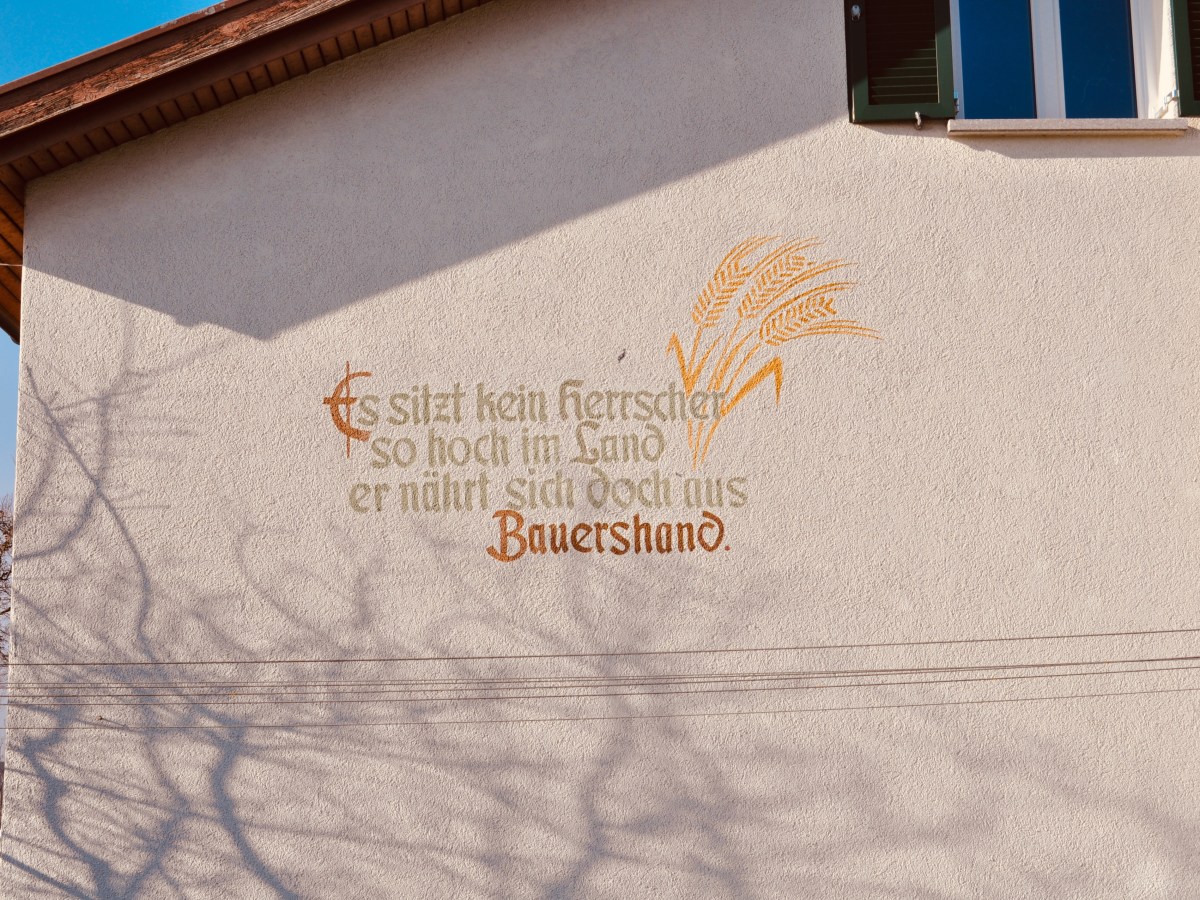 Es sitzt kein Herrscher
so hoch im Land
er nährt sich doch aus
Bauershand.